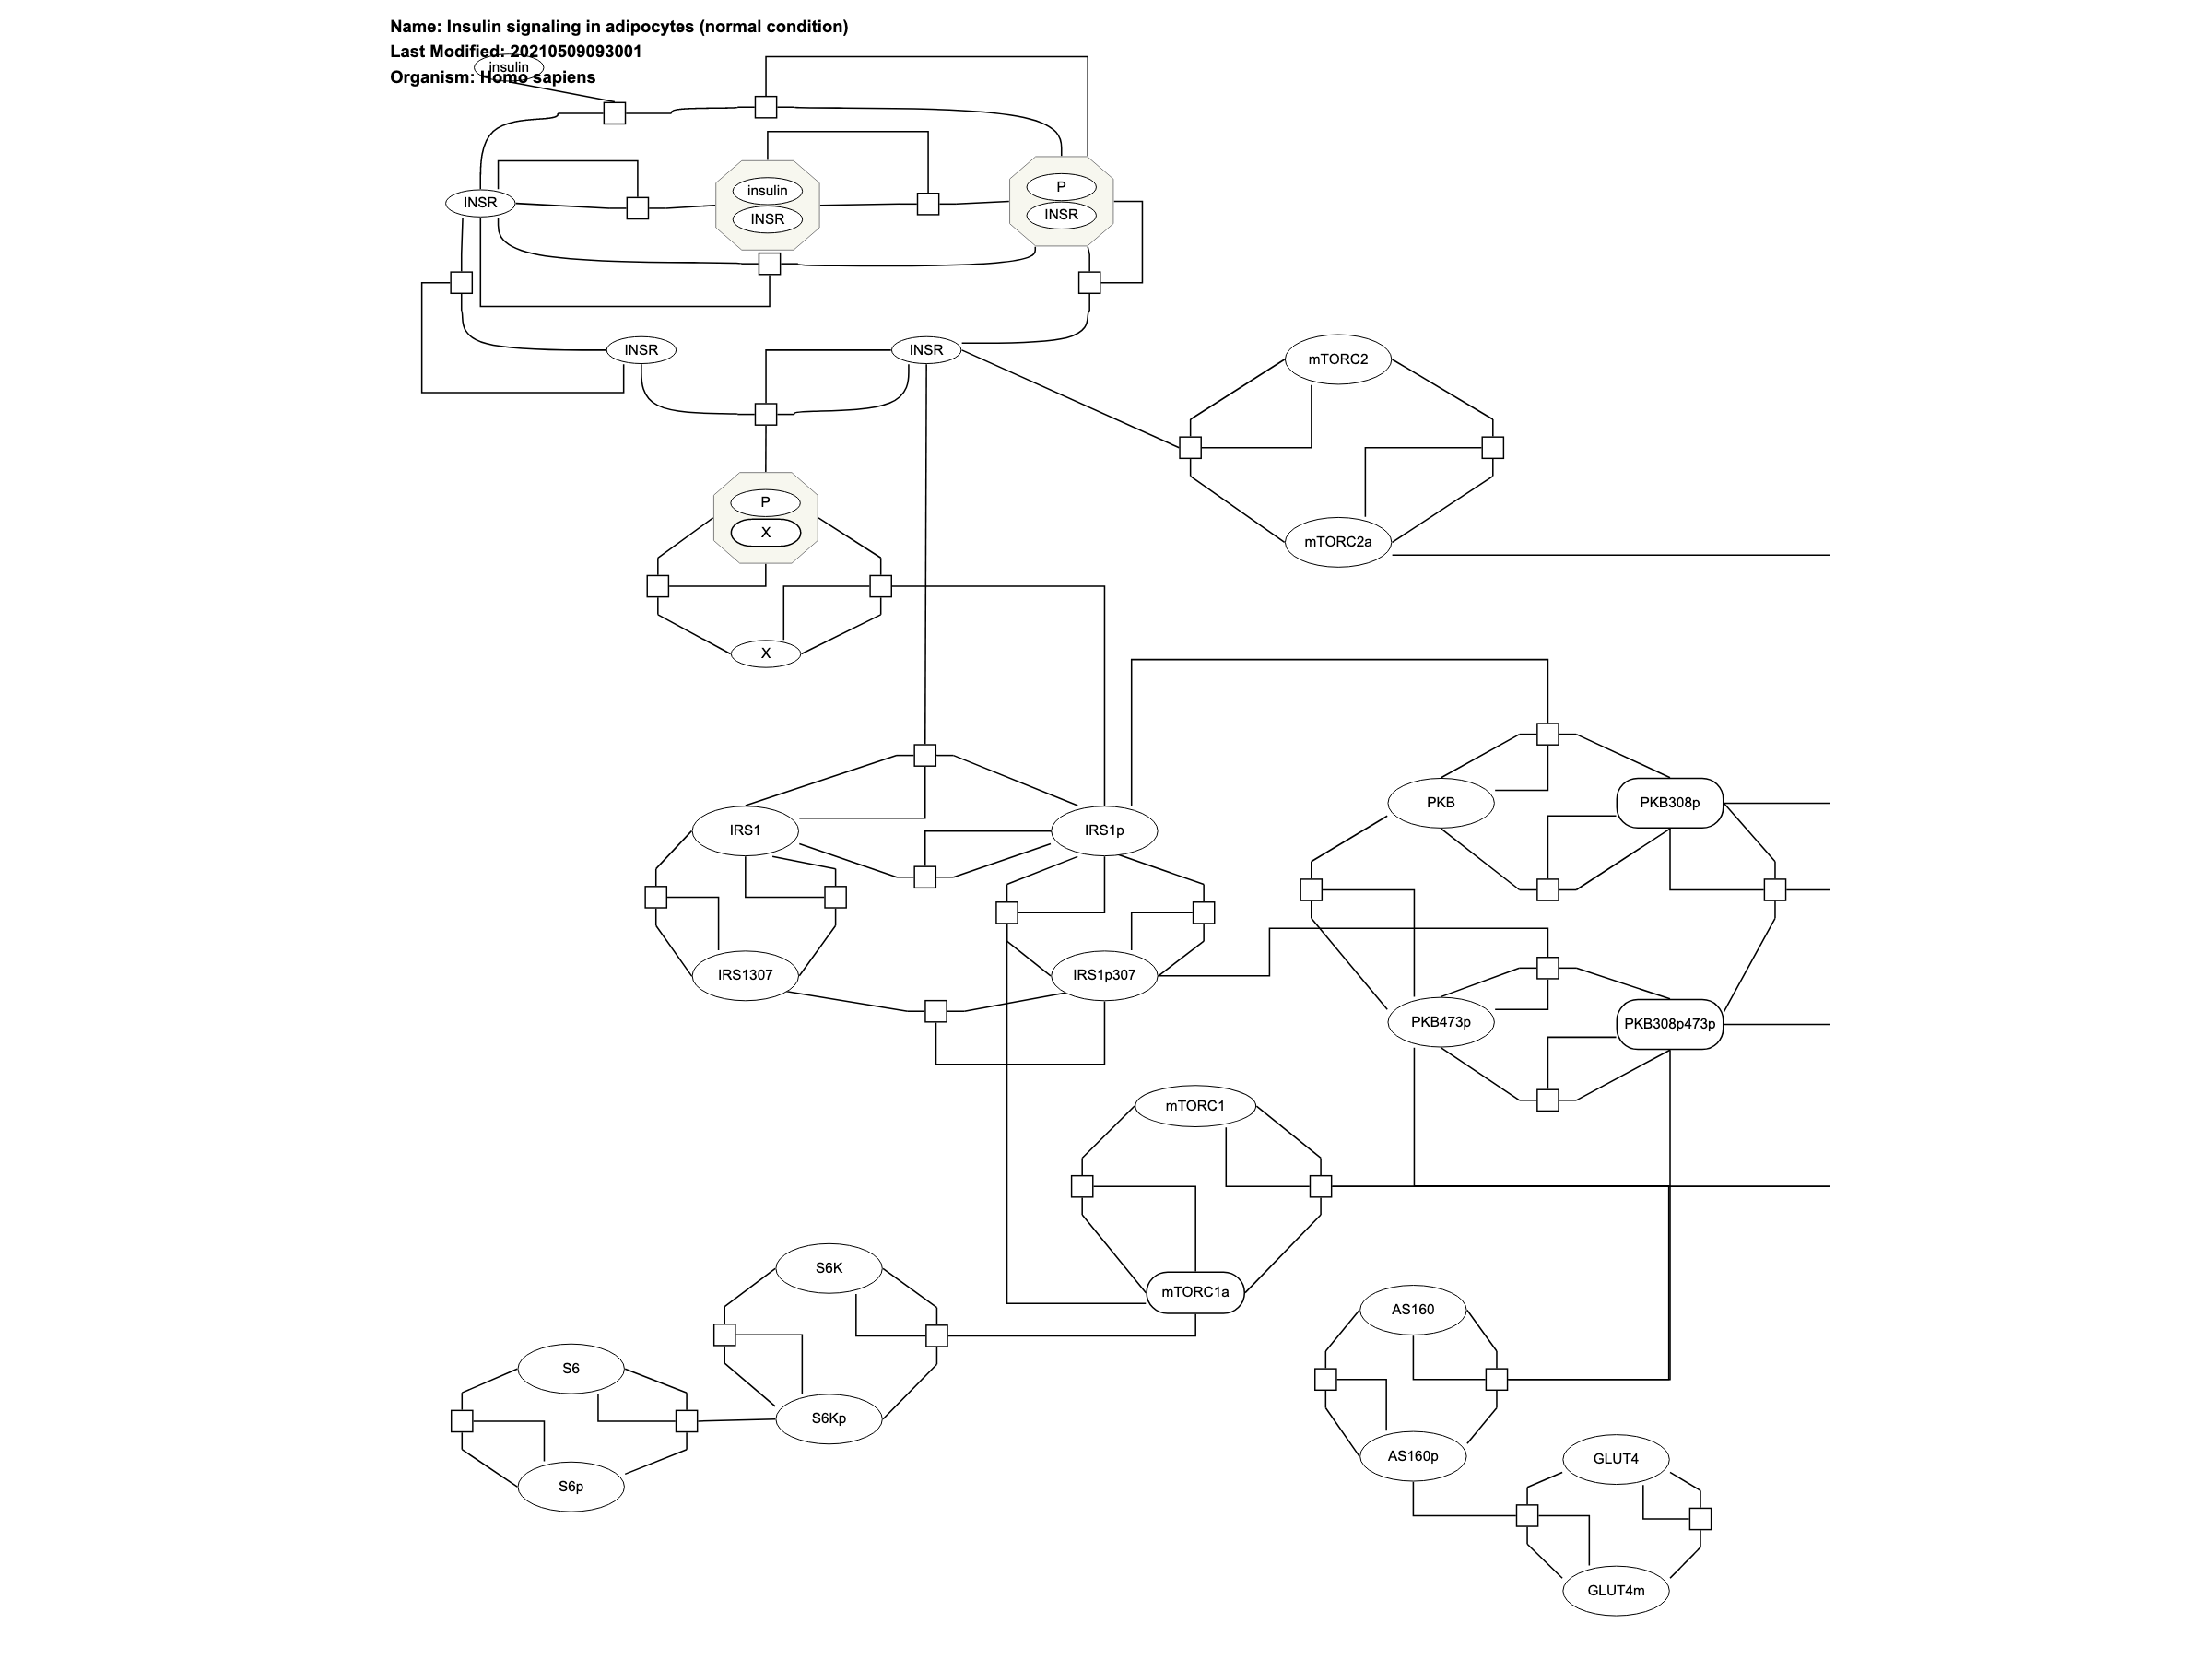 Name: Insulin signaling in adipocytes (normal condition)
Last Modified: 20210509093001
insulin
Organism: Homo sapiens
P
insulin
INSR
INSR
INSR
INSR
INSR
mTORC2
P
X
mTORC2a
X
PKB
PKB308p
IRS1
IRS1p
IRS1307
IRS1p307
PKB473p
PKB308p473p
mTORC1
S6K
mTORC1a
AS160
S6
S6Kp
AS160p
GLUT4
S6p
GLUT4m